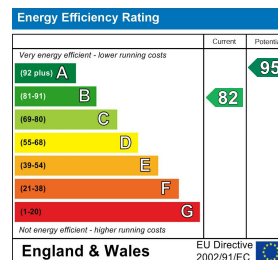 Energy Efficiency Rating
Current
Very energy efficient - lower running costs
(92 plus) A
(81-91) B
(69-80) C
(55-68) D
(39-54) E
(21-38) F
(1-20) G
82
95
Not energy efficient - higher running costs
England & Wales
EU Directive
2002/91/EC